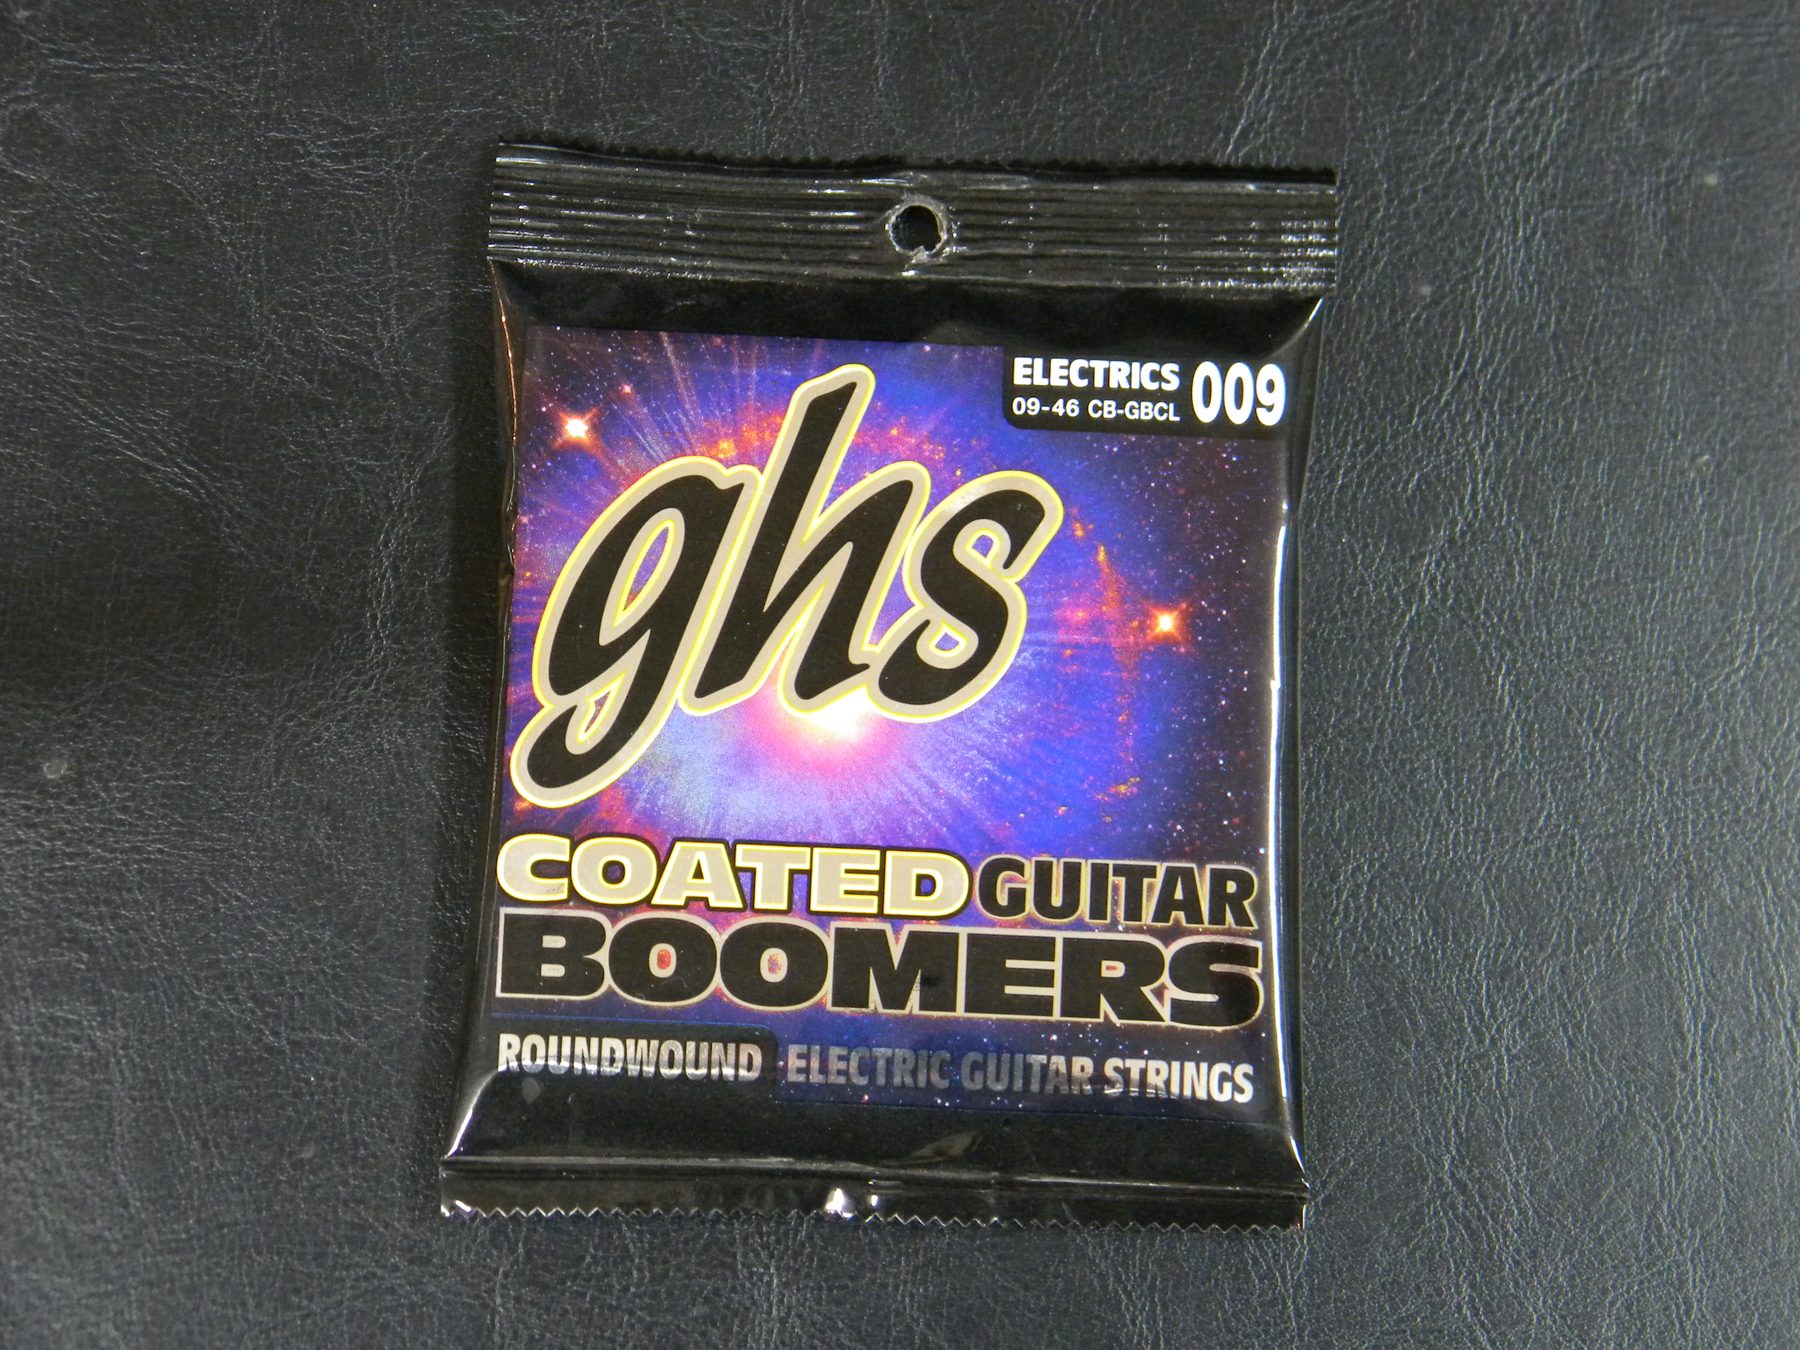 ELECTRICS 009
09-46 CB-GBCL
ghs
COATED GUITAR
BOOMERS
ROUNDWOUND ELECTRIC GUITAR STRINGS